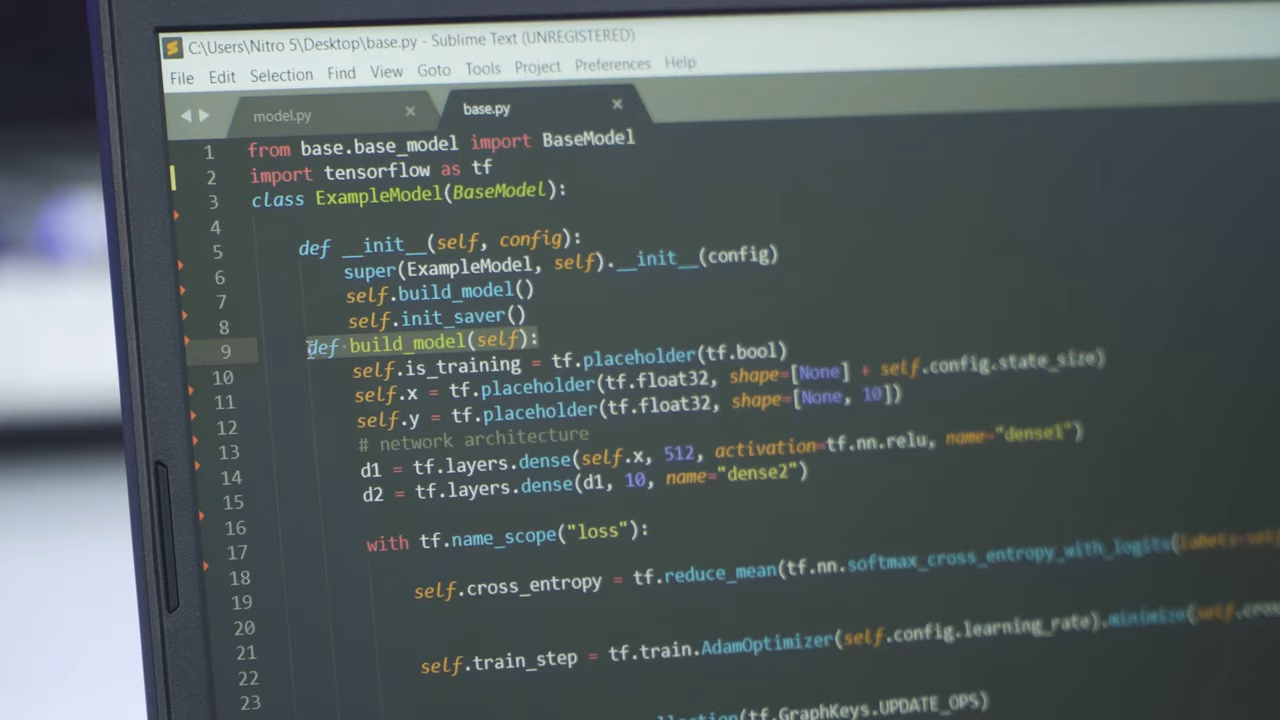 C:\Users\Nitro 5\Desktop\base.py - Sublime Text (UNREGISTERED)
File Edit Selection Find View Goto Tools Project Preferences Help
model.py × base.py ×
1 from base.base_model import BaseModel
2 import tensorflow as tf
3 class ExampleModel(BaseModel):
4
5 def __init__(self, config):
6 super(ExampleModel, self).__init__(config)
7 self.build_model()
8 self.init_saver()
9 def build_model(self):
10 self.is_training = tf.placeholder(tf.bool)
11 self.x = tf.placeholder(tf.float32, shape=[None] + self.config.state_size)
12 self.y = tf.placeholder(tf.float32, shape=[None, 10])
13 # network architecture
14 d1 = tf.layers.dense(self.x, 512, activation=tf.nn.relu, name="dense1")
15 d2 = tf.layers.dense(d1, 10, name="dense2")
16
17 with tf.name_scope("loss"):
18
19 self.cross_entropy = tf.reduce_mean(tf.nn.softmax_cross_entropy_with_logits(labels=self
20
21
22 self.train_step = tf.train.AdamOptimizer(self.config.learning_rate).minimize(self.cros
23
(tf.GraphKeys.UPDATE_OPS)